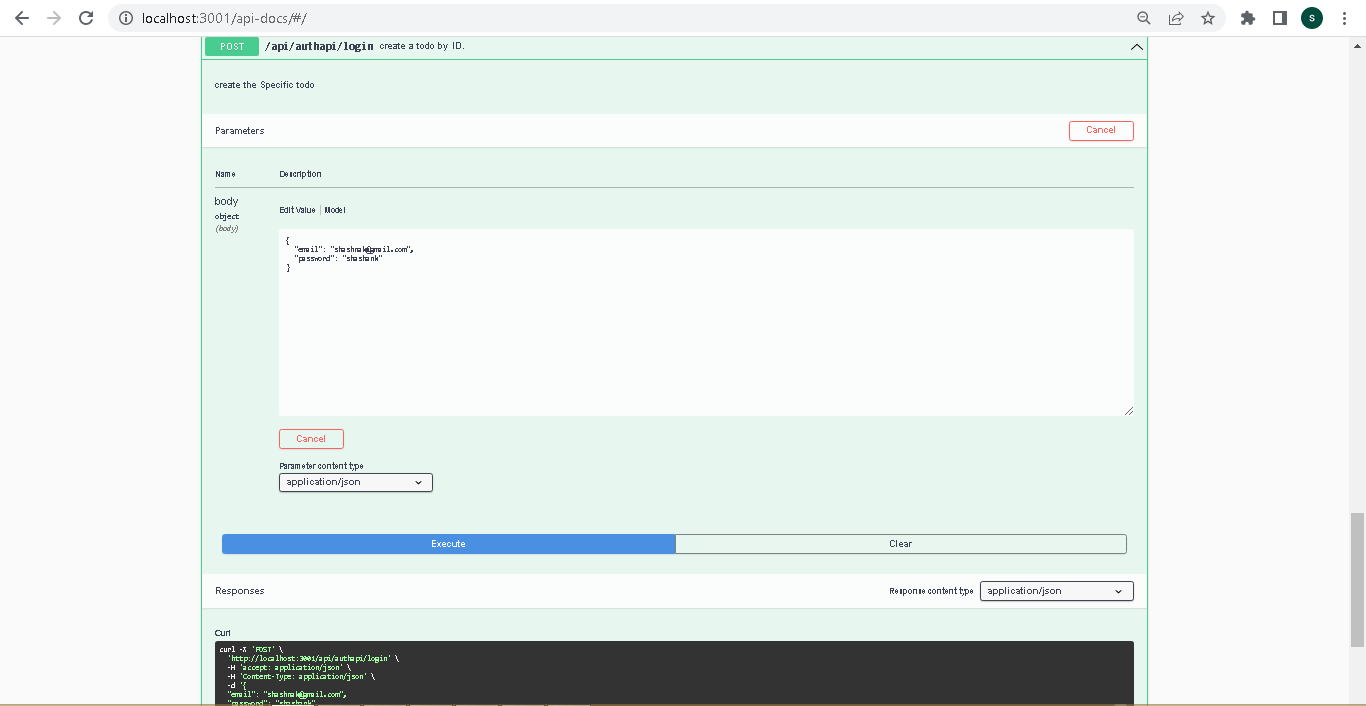 localhost:3001/api-docs/#/
S
POST /api/authapi/login create a todo by ID.
create the Specific todo
Parameters Cancel
Name Description
body
object
(body)
Edit Value | Model
{
"email": "shashnak@gmail.com",
"password": "shashank"
}
Cancel
Parameter content type
application/json
Execute Clear
Responses Response content type application/json
Curl
curl -X 'POST' \
'http://localhost:3001/api/authapi/login' \
-H 'accept: application/json' \
-H 'Content-Type: application/json' \
-d '{
"email": "shashnak@gmail.com",
"password": "shashank"